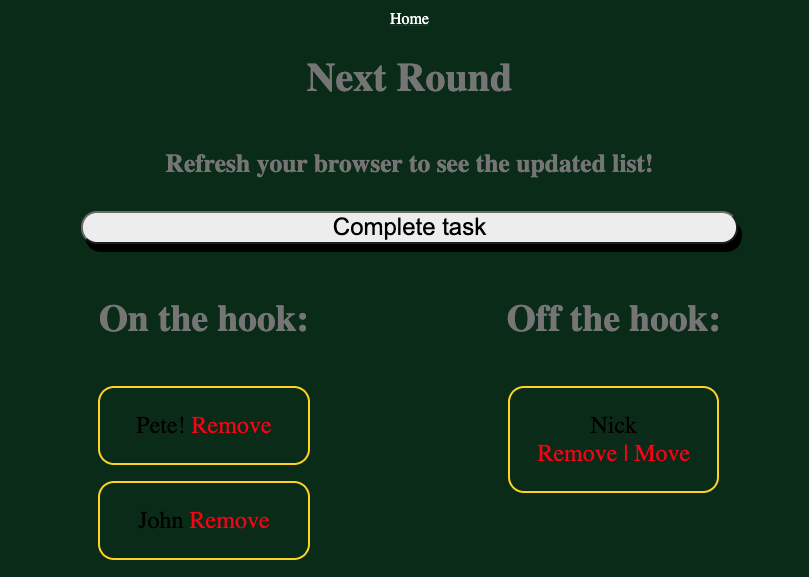 Home
Next Round
Refresh your browser to see the updated list!
Complete task
On the hook:
Pete! Remove
John Remove
Off the hook:
Nick
Remove | Move